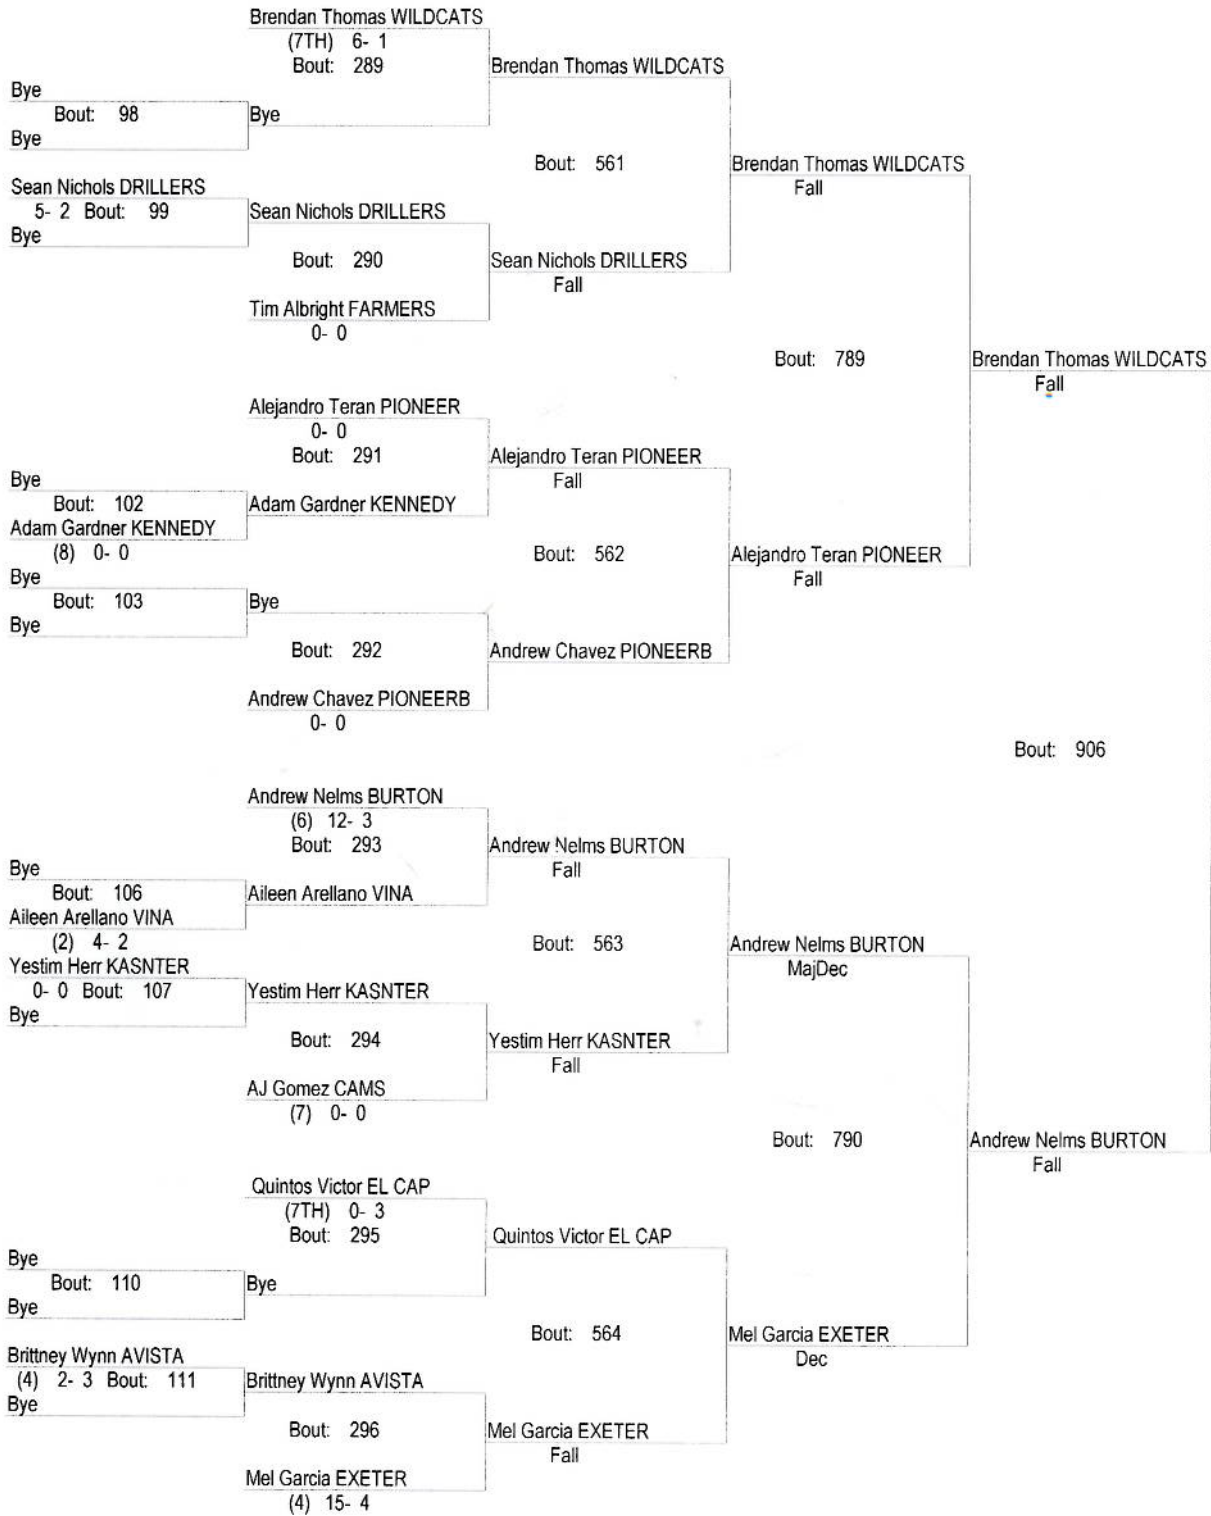 Brendan Thomas WILDCATS
(7TH) 6- 1
Bout: 289
Brendan Thomas WILDCATS
Bye
Bout: 98
Bye
Bye
Bout: 561
Brendan Thomas WILDCATS
Fall
Sean Nichols DRILLERS
5- 2 Bout: 99
Sean Nichols DRILLERS
Bye
Bout: 290
Sean Nichols DRILLERS
Fall
Tim Albright FARMERS
0- 0
Bout: 789
Brendan Thomas WILDCATS
Fall
Alejandro Teran PIONEER
0- 0
Bout: 291
Alejandro Teran PIONEER
Fall
Bye
Bout: 102
Adam Gardner KENNEDY
Adam Gardner KENNEDY
(8) 0- 0
Bout: 562
Alejandro Teran PIONEER
Fall
Bye
Bout: 103
Bye
Bye
Bout: 292
Andrew Chavez PIONEERB
Andrew Chavez PIONEERB
0- 0
Bout: 906
Andrew Nelms BURTON
(6) 12- 3
Bout: 293
Andrew Nelms BURTON
Fall
Bye
Bout: 106
Aileen Arellano VINA
Aileen Arellano VINA
(2) 4- 2
Bout: 563
Andrew Nelms BURTON
MajDec
Yestim Herr KASNTER
0- 0 Bout: 107
Yestim Herr KASNTER
Bye
Bout: 294
Yestim Herr KASNTER
Fall
AJ Gomez CAMS
(7) 0- 0
Bout: 790
Andrew Nelms BURTON
Fall
Quintos Victor EL CAP
(7TH) 0- 3
Bout: 295
Quintos Victor EL CAP
Bye
Bout: 110
Bye
Bye
Bout: 564
Mel Garcia EXETER
Dec
Brittney Wynn AVISTA
(4) 2- 3 Bout: 111
Brittney Wynn AVISTA
Bye
Bout: 296
Mel Garcia EXETER
Fall
Mel Garcia EXETER
(4) 15- 4